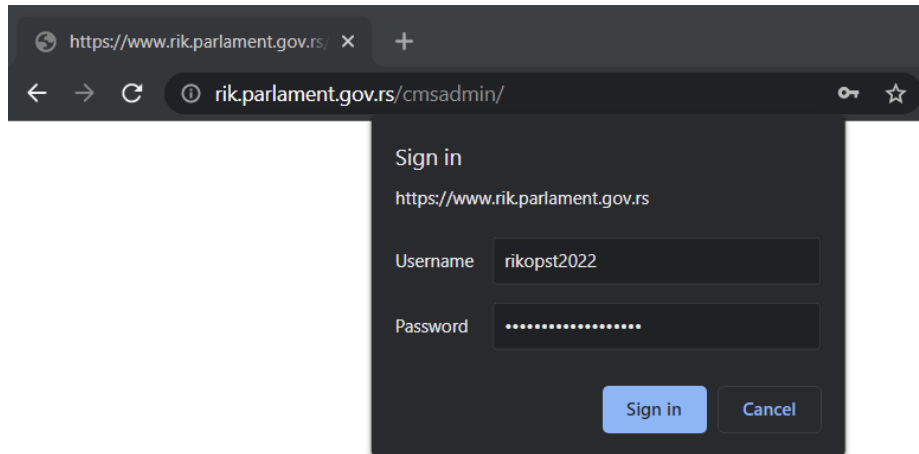 https://www.rik.parlament.gov.rs/
rik.parlament.gov.rs/cmsadmin/
Sign in
https://www.rik.parlament.gov.rs
Username rikopst2022
Password •••••••••••••••••••
Sign in Cancel